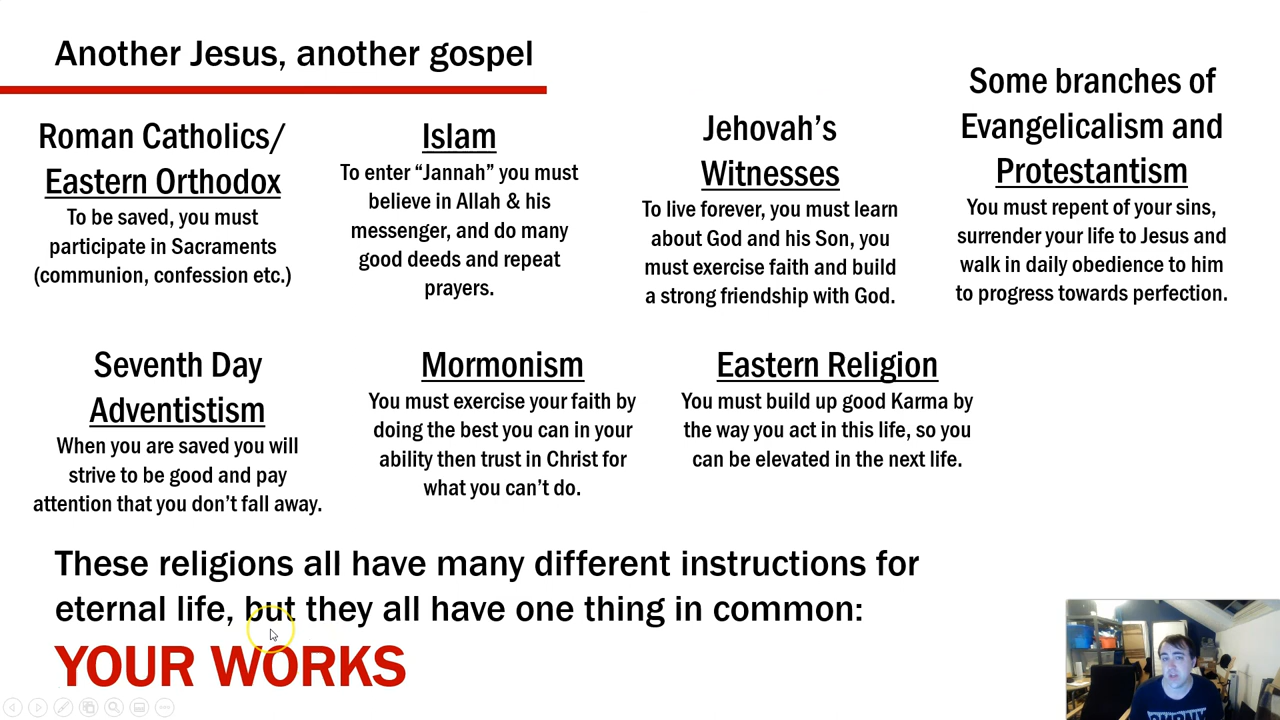 Another Jesus, another gospel
Roman Catholics/
Eastern Orthodox
To be saved, you must
participate in Sacraments
(communion, confession etc.)
Islam
To enter “Jannah” you must
believe in Allah & his
messenger, and do many
good deeds and repeat
prayers.
Jehovah’s
Witnesses
To live forever, you must learn
about God and his Son, you
must exercise faith and build
a strong friendship with God.
Some branches of
Evangelicalism and
Protestantism
You must repent of your sins,
surrender your life to Jesus and
walk in daily obedience to him
to progress towards perfection.
Seventh Day
Adventistism
When you are saved you will
strive to be good and pay
attention that you don’t fall away.
Mormonism
You must exercise your faith by
doing the best you can in your
ability then trust in Christ for
what you can’t do.
Eastern Religion
You must build up good Karma by
the way you act in this life, so you
can be elevated in the next life.
These religions all have many different instructions for
eternal life, but they all have one thing in common:
YOUR WORKS